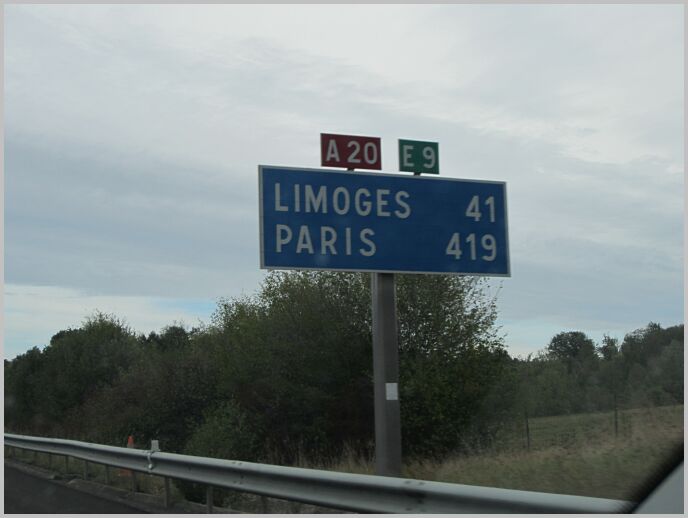 A 20 E 9
LIMOGES 41
PARIS 419